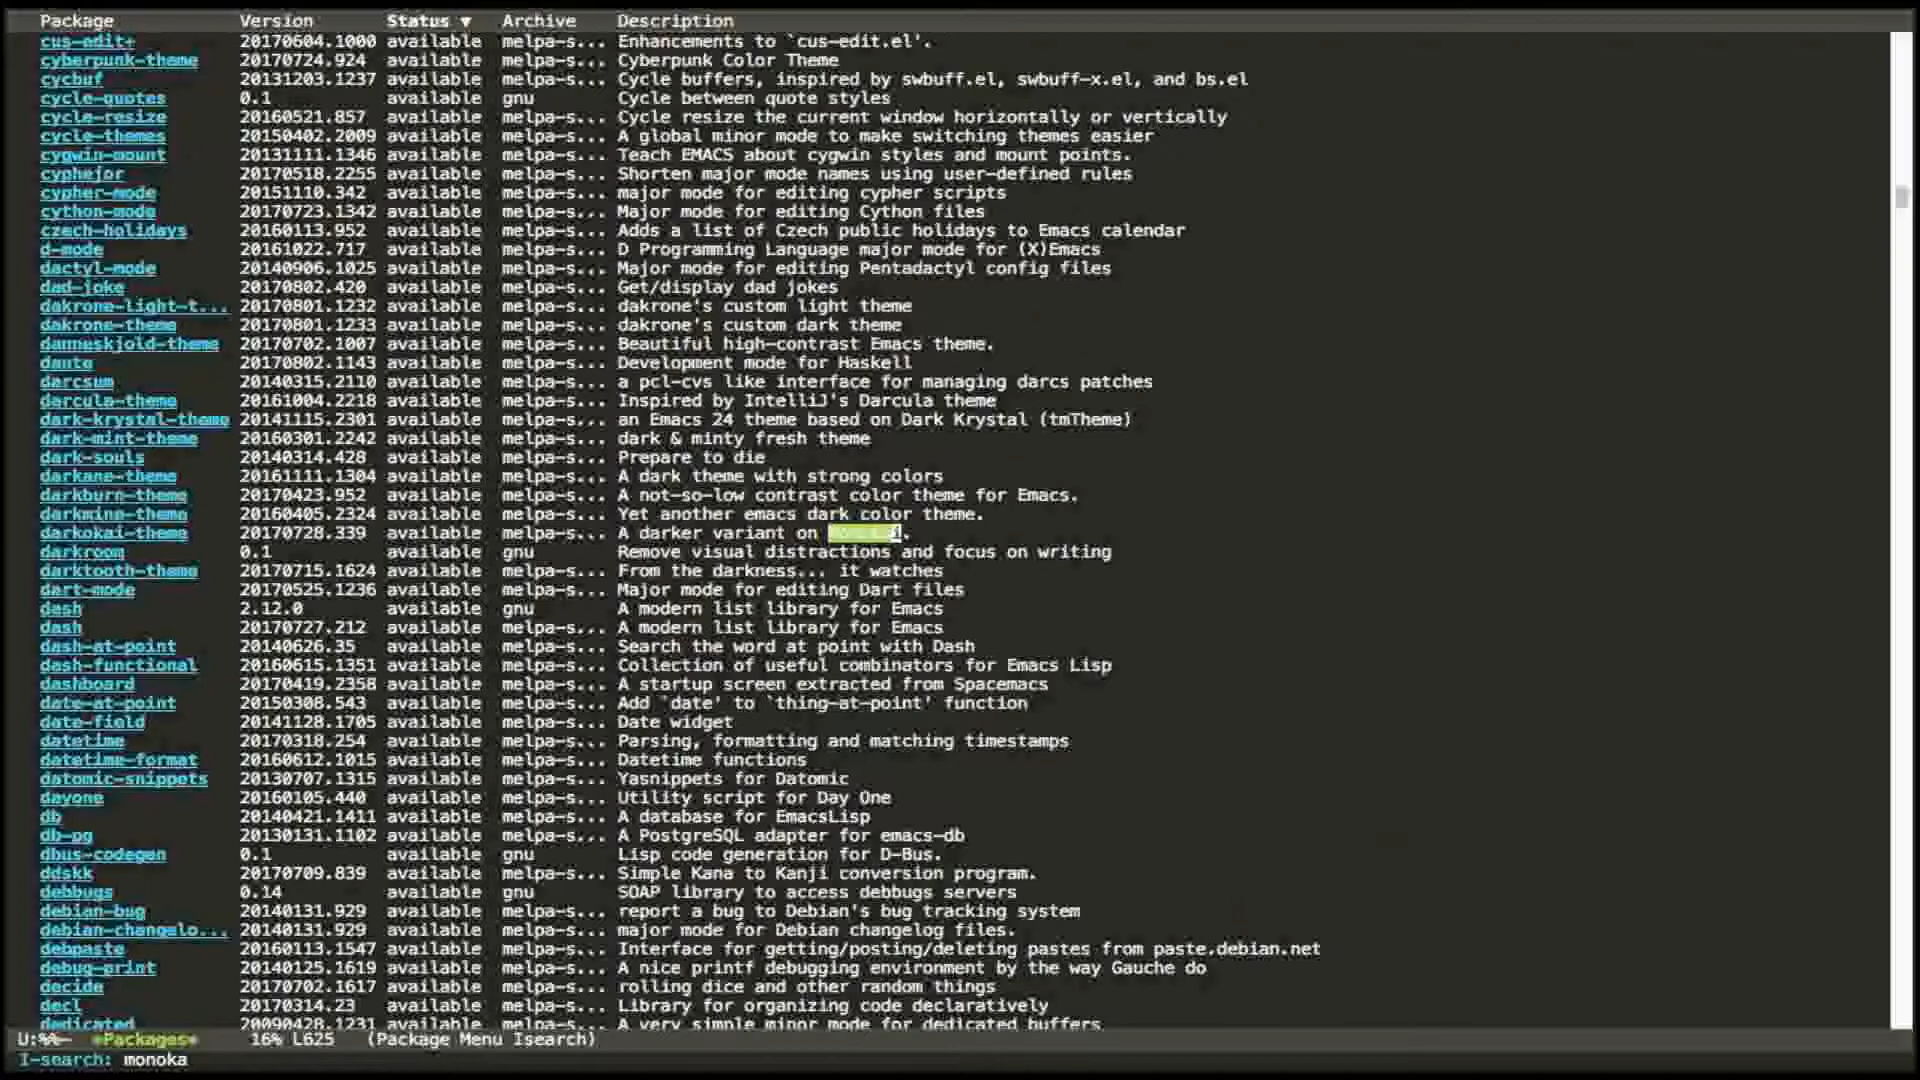 Package Version Status ▼ Archive Description
cus-edit+ 20170604.1000 available melpa-s... Enhancements to `cus-edit.el'.
cyberpunk-theme 20170724.924 available melpa-s... Cyberpunk Color Theme
cycbuf 20131203.1237 available melpa-s... Cycle buffers, inspired by swbuff.el, swbuff-x.el, and bs.el
cycle-quotes 0.1 available gnu Cycle between quote styles
cycle-resize 20160521.857 available melpa-s... Cycle resize the current window horizontally or vertically
cycle-themes 20150402.2009 available melpa-s... A global minor mode to make switching themes easier
cygwin-mount 20131111.1346 available melpa-s... Teach EMACS about cygwin styles and mount points.
cyphejor 20170518.2255 available melpa-s... Shorten major mode names using user-defined rules
cypher-mode 20151110.342 available melpa-s... major mode for editing cypher scripts
cython-mode 20170723.1342 available melpa-s... Major mode for editing Cython files
czech-holidays 20160113.952 available melpa-s... Adds a list of Czech public holidays to Emacs calendar
d-mode 20161022.717 available melpa-s... D Programming Language major mode for (X)Emacs
dactyl-mode 20140906.1025 available melpa-s... Major mode for editing Pentadactyl config files
dad-joke 20170802.420 available melpa-s... Get/display dad jokes
dakrone-light-t... 20170801.1232 available melpa-s... dakrone's custom light theme
dakrone-theme 20170801.1233 available melpa-s... dakrone's custom dark theme
danneskjold-theme 20170702.1007 available melpa-s... Beautiful high-contrast Emacs theme.
dante 20170802.1143 available melpa-s... Development mode for Haskell
darcsum 20140315.2110 available melpa-s... a pcl-cvs like interface for managing darcs patches
darcula-theme 20161004.2218 available melpa-s... Inspired by IntelliJ's Darcula theme
dark-krystal-theme 20141115.2301 available melpa-s... an Emacs 24 theme based on Dark Krystal (tmTheme)
dark-mint-theme 20160301.2242 available melpa-s... dark & minty fresh theme
dark-souls 20140314.428 available melpa-s... Prepare to die
darkane-theme 20161111.1304 available melpa-s... A dark theme with strong colors
darkburn-theme 20170423.952 available melpa-s... A not-so-low contrast color theme for Emacs.
darkmine-theme 20160405.2324 available melpa-s... Yet another emacs dark color theme.
darkokai-theme 20170728.339 available melpa-s... A darker variant on
darkroom 0.1 available gnu Remove visual distractions and focus on writing
darktooth-theme 20170715.1624 available melpa-s... From the darkness... it watches
dart-mode 20170525.1236 available melpa-s... Major mode for editing Dart files
dash 2.12.0 available gnu A modern list library for Emacs
dash 20170727.212 available melpa-s... A modern list library for Emacs
dash-at-point 20140626.35 available melpa-s... Search the word at point with Dash
dash-functional 20160615.1351 available melpa-s... Collection of useful combinators for Emacs Lisp
dashboard 20170419.2358 available melpa-s... A startup screen extracted from Spacemacs
date-at-point 20150308.543 available melpa-s... Add `date' to `thing-at-point' function
date-field 20141128.1705 available melpa-s... Date widget
datetime 20170318.254 available melpa-s... Parsing, formatting and matching timestamps
datetime-format 20160612.1015 available melpa-s... Datetime functions
datomic-snippets 20130707.1315 available melpa-s... Yasnippets for Datomic
dayone 20160105.440 available melpa-s... Utility script for Day One
db 20140421.1411 available melpa-s... A database for EmacsLisp
db-pg 20130131.1102 available melpa-s... A PostgreSQL adapter for emacs-db
dbus-codegen 0.1 available gnu Lisp code generation for D-Bus.
ddskk 20170709.839 available melpa-s... Simple Kana to Kanji conversion program.
debbugs 0.14 available gnu SOAP library to access debbugs servers
debian-bug 20140131.929 available melpa-s... report a bug to Debian's bug tracking system
debian-changelo... 20140131.929 available melpa-s... major mode for Debian changelog files.
debpaste 20160113.1547 available melpa-s... Interface for getting/posting/deleting pastes from paste.debian.net
debug-print 20140125.1619 available melpa-s... A nice printf debugging environment by the way Gauche do
decide 20170702.1617 available melpa-s... rolling dice and other random things
decl 20170314.23 available melpa-s... Library for organizing code declaratively
dedicated 20090428.1231 available melpa-s... A very simple minor mode for dedicated buffers
U:%%- *Packages* 16% L625 (Package Menu Isearch)
I-search: monoka